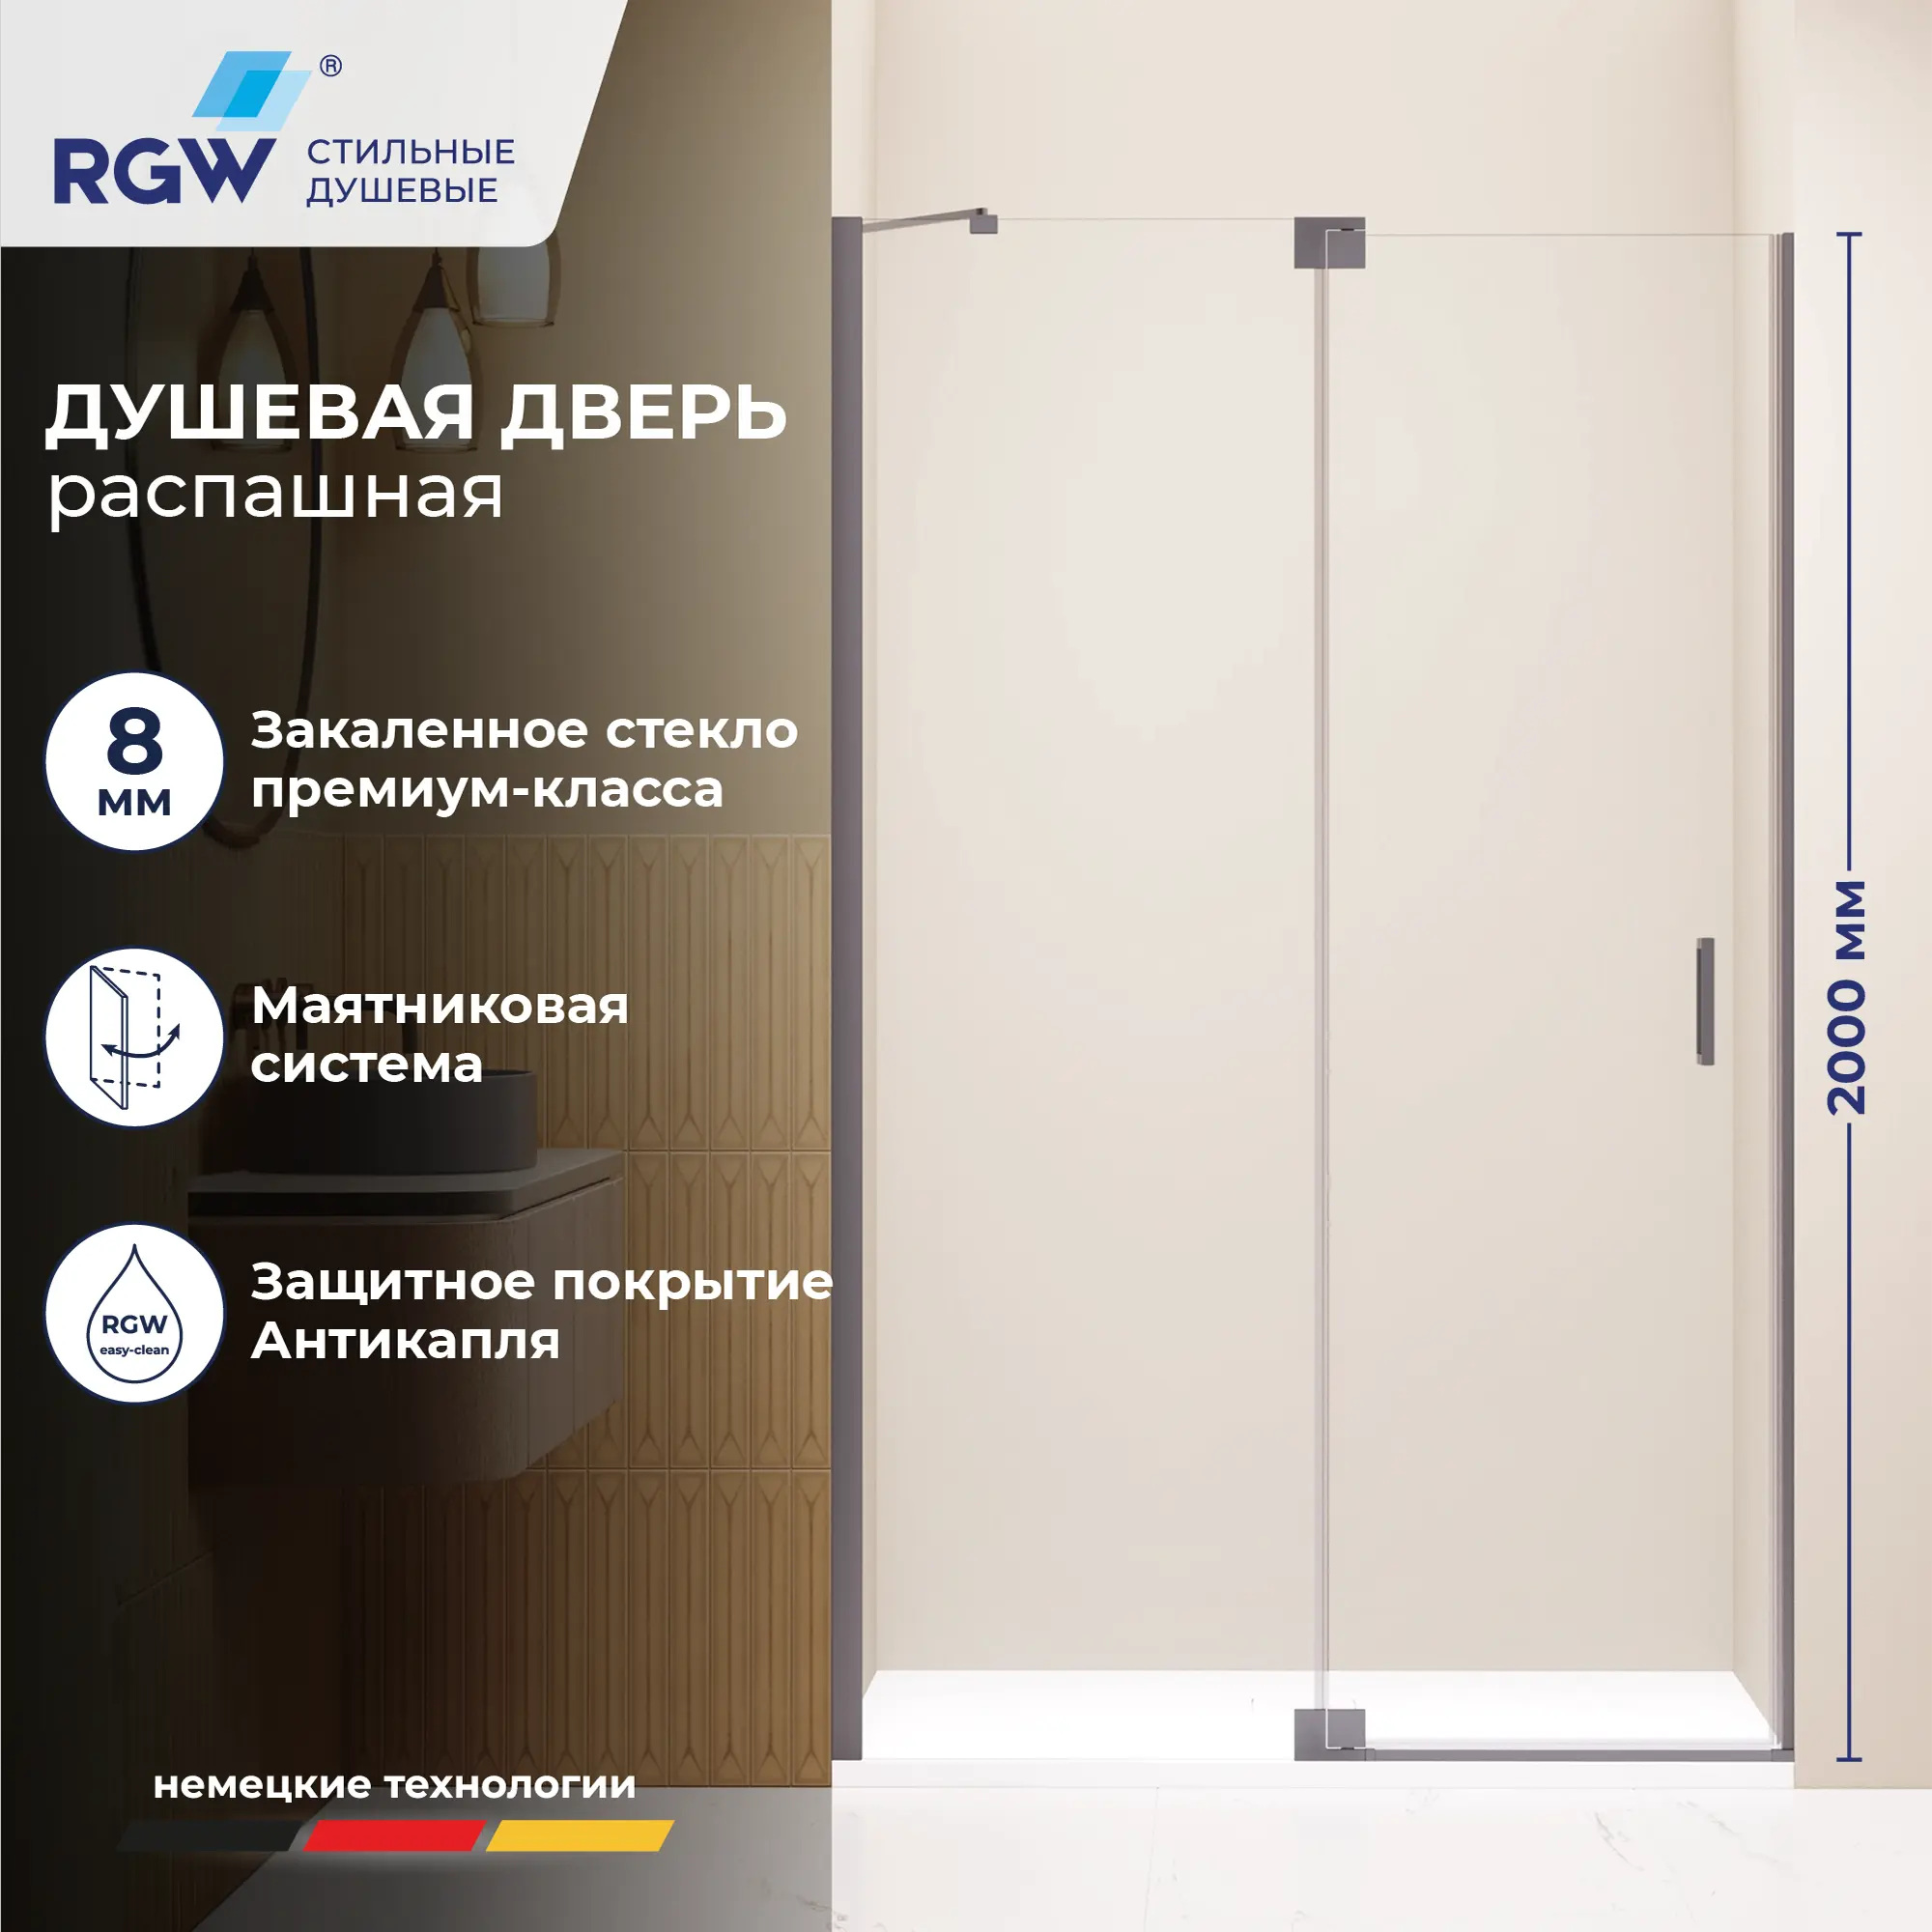 ®
RGW
СТИЛЬНЫЕ
ДУШЕВЫЕ
ДУШЕВАЯ ДВЕРЬ
распашная
8
мм
Закаленное стекло
премиум-класса
Маятниковая
система
RGW
easy-clean
Защитное покрытие
Антикапля
немецкие технологии
2000 мм